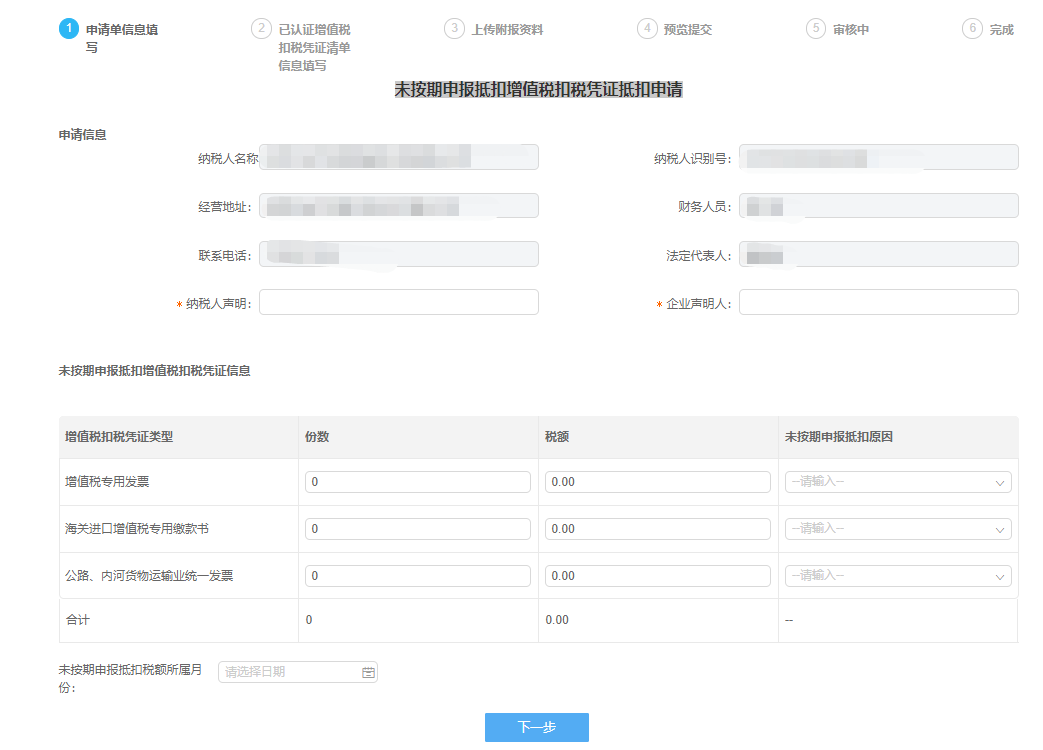 1 申请单信息填写
2 已认证增值税扣税凭证清单信息填写
3 上传附报资料
4 预览提交
5 审核中
6 完成
未按期申报抵扣增值税扣税凭证抵扣申请
申请信息
纳税人名称
纳税人识别号：
经营地址：
财务人员：
联系电话：
法定代表人：
* 纳税人声明：
* 企业声明人：
未按期申报抵扣增值税扣税凭证信息
增值税扣税凭证类型 份数 税额 未按期申报抵扣原因
增值税专用发票 0 0.00 --请输入--
海关进口增值税专用缴款书 0 0.00 --请输入--
公路、内河货物运输业统一发票 0 0.00 --请输入--
合计 0 0.00 --
未按期申报抵扣税额所属月
份： 请选择日期
下一步